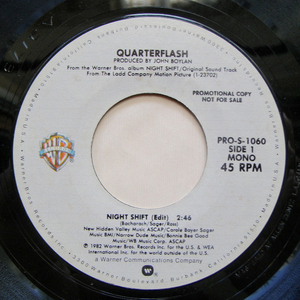 QUARTERFLASH
PRODUCED BY JOHN BOYLAN
From the Warner Bros. album NIGHT SHIFT/Original Sound Track
From The Ladd Company Motion Picture (1-23702)
PROMOTIONAL COPY
NOT FOR SALE
WB
PRO-S-1060
SIDE 1
MONO
45 RPM
NIGHT SHIFT (Edit) 2:46
(Bacharach/Sager/Ross)
New Hidden Valley Music ASCAP/Carole Bayer Sager
Music BMI/Narrow Dude Music/Bonnie Bee Good
Music/WB Music Corp. ASCAP
℗ 1982 Warner Bros. Records Inc. for the U.S. & WEA
International Inc. for the world outside of the U.S.
a Warner Communications Company